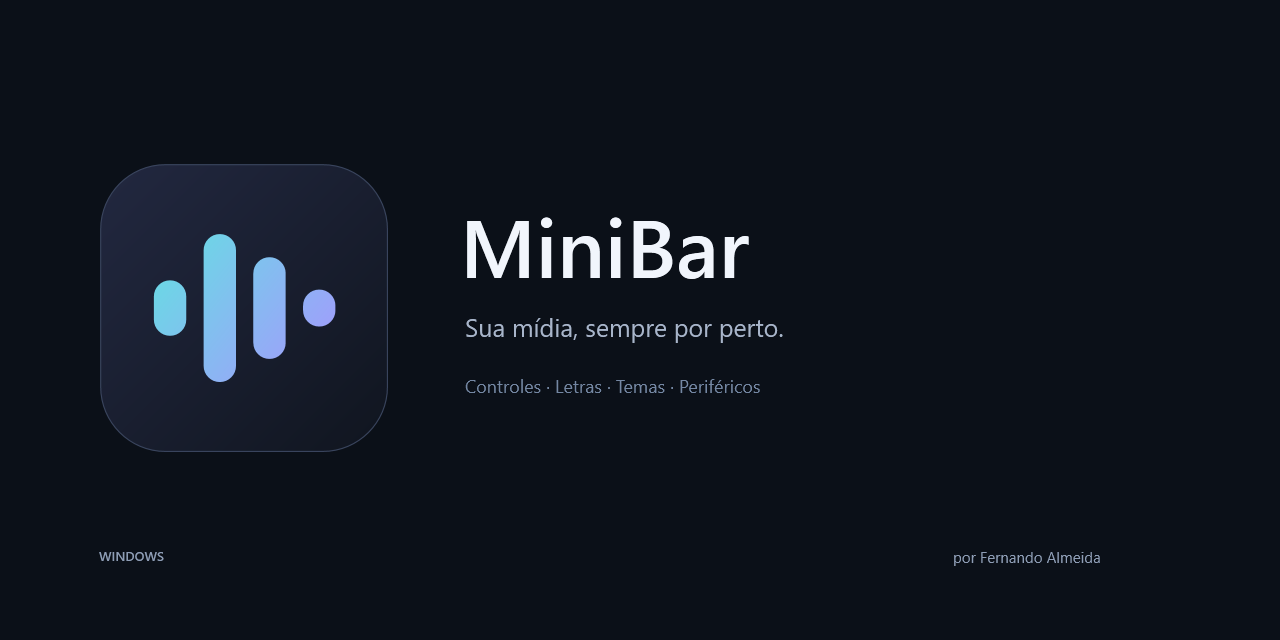 MiniBar
Sua mídia, sempre por perto.
Controles · Letras · Temas · Periféricos
WINDOWS
por Fernando Almeida